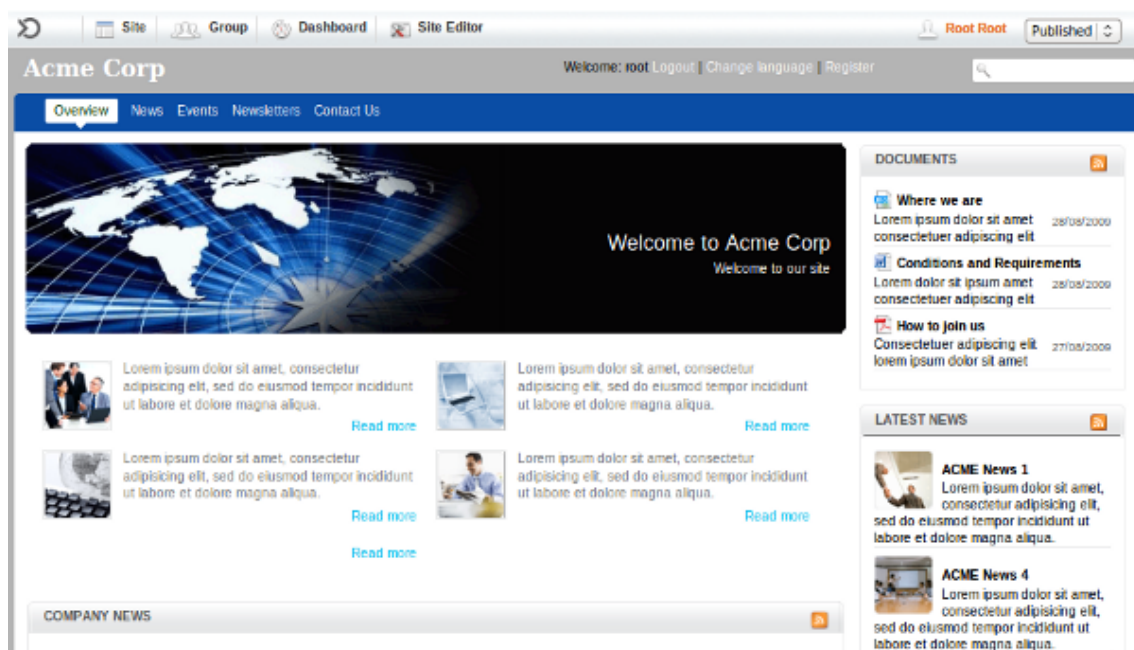 Site Group Dashboard Site Editor Root Root Published
Acme Corp
Welcome: root Logout | Change language | Register
Overview News Events Newsletters Contact Us
Welcome to Acme Corp
Welcome to our site
Lorem ipsum dolor sit amet, consectetur
adipisicing elit, sed do eiusmod tempor incididunt
ut labore et dolore magna aliqua.
Read more
Lorem ipsum dolor sit amet, consectetur
adipisicing elit, sed do eiusmod tempor incididunt
ut labore et dolore magna aliqua.
Read more
Lorem ipsum dolor sit amet, consectetur
adipisicing elit, sed do eiusmod tempor incididunt
ut labore et dolore magna aliqua.
Read more
Read more
Lorem ipsum dolor sit amet, consectetur
adipisicing elit, sed do eiusmod tempor incididunt
ut labore et dolore magna aliqua.
Read more
COMPANY NEWS
DOCUMENTS
Where we are
Lorem ipsum dolor sit amet 28/08/2009
consectetuer adipiscing elit
Conditions and Requirements
Lorem dolor sit ipsum amet 28/08/2009
consectetuer adipiscing elit
How to join us
Consectetuer adipiscing elit 27/08/2009
lorem ipsum dolor sit amet
LATEST NEWS
ACME News 1
Lorem ipsum dolor sit amet,
consectetur adipisicing elit,
sed do eiusmod tempor incididunt ut
labore et dolore magna aliqua.
ACME News 4
Lorem ipsum dolor sit amet,
consectetur adipisicing elit,
sed do eiusmod tempor incididunt ut
labore et dolore magna aliqua.